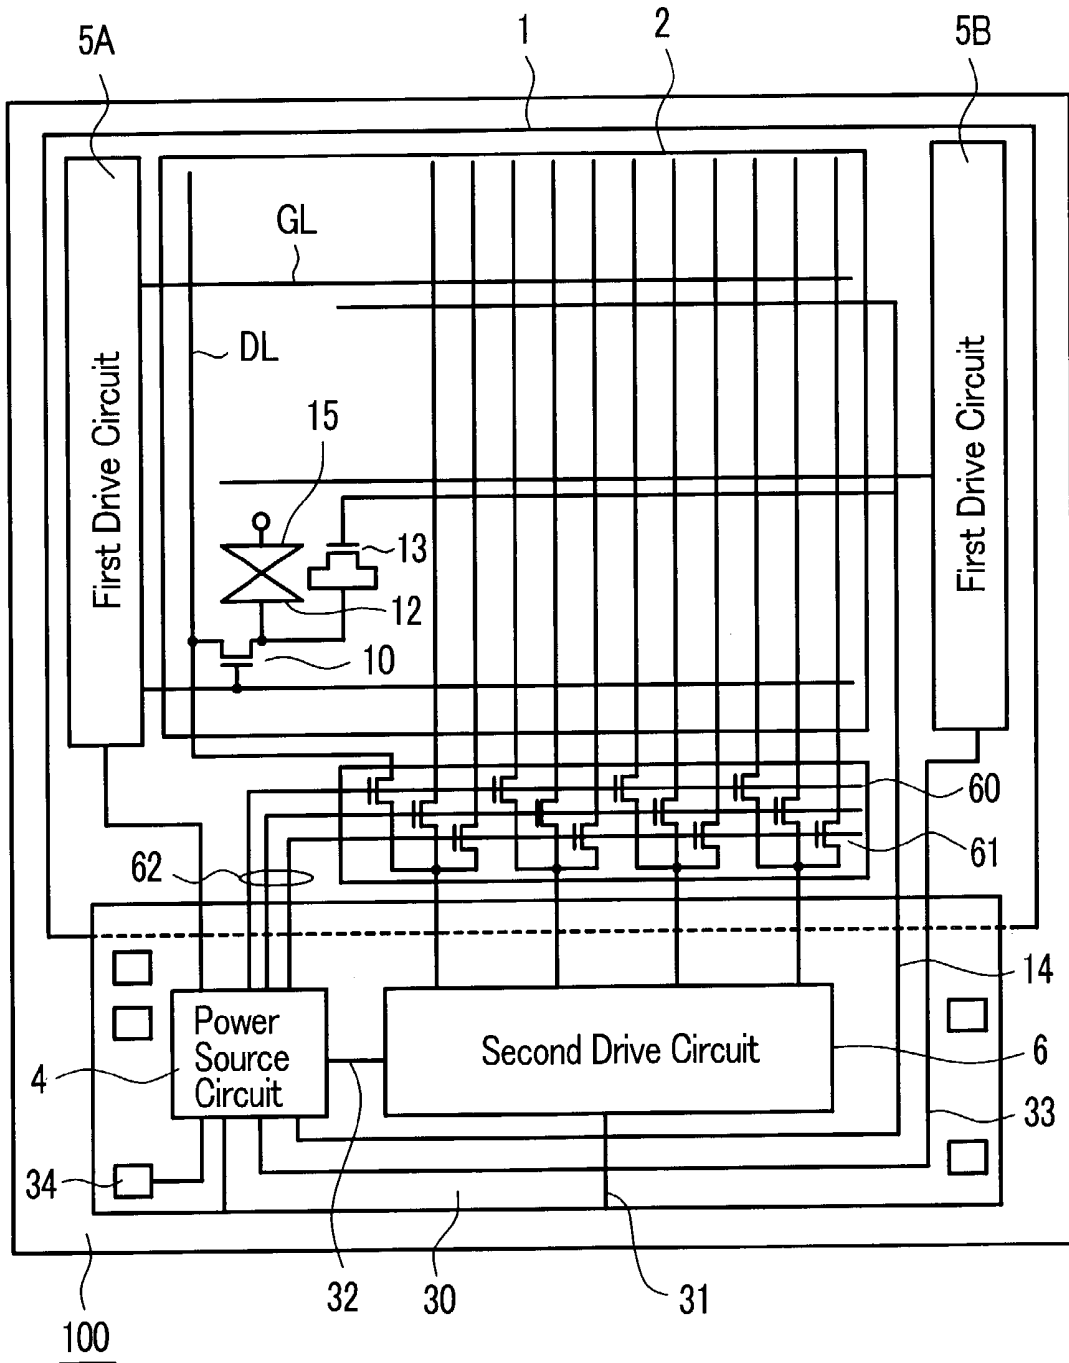 1
2
5A
5B
GL
DL
15
13
12
10
First Drive Circuit
First Drive Circuit
60
61
62
14
Power
Source
Circuit
Second Drive Circuit
6
4
33
34
32
30
31
100